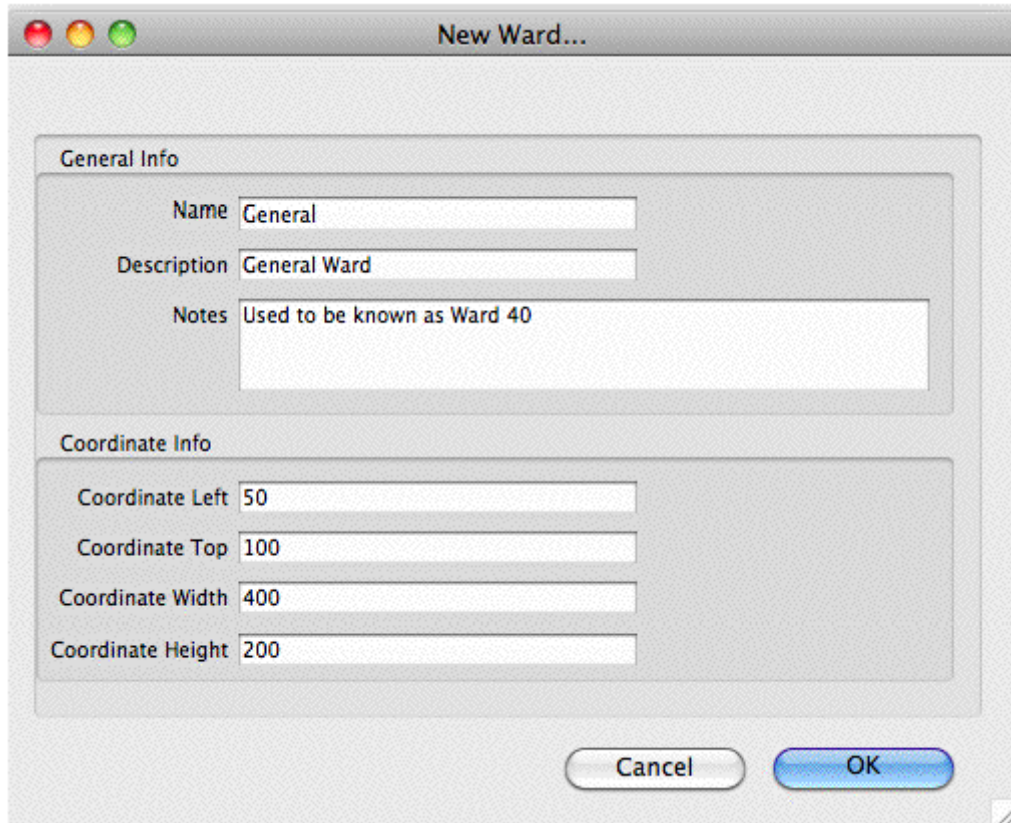 New Ward...
General Info
Name General
Description General Ward
Notes Used to be known as Ward 40
Coordinate Info
Coordinate Left 50
Coordinate Top 100
Coordinate Width 400
Coordinate Height 200
Cancel OK